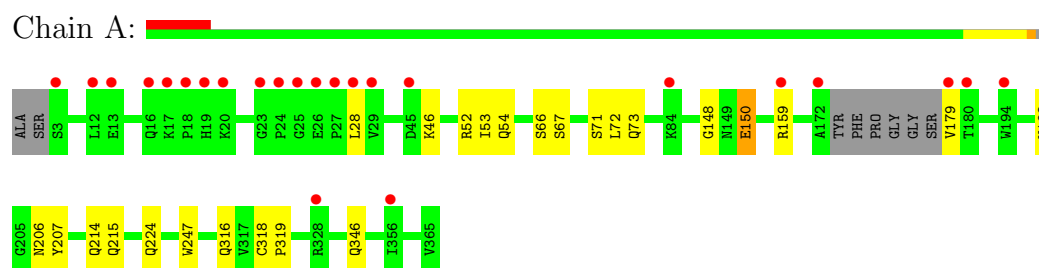 Chain A:
ALA SER S3 L12 E13 Q16 K17 P18 H19 K20 G23 P24 G25 E26 P27 L28 V29 D45 K46 R52 I53 Q54 S66 S67 S71 L72 Q73 K84 G148 N149 E150 R159 A172 TYR PHE PRO GLY GLY SER V179 T180 W194
G205 N206 Y207 Q214 Q215 Q224 W247 Q316 V317 C318 P319 R328 Q346 I356 V365